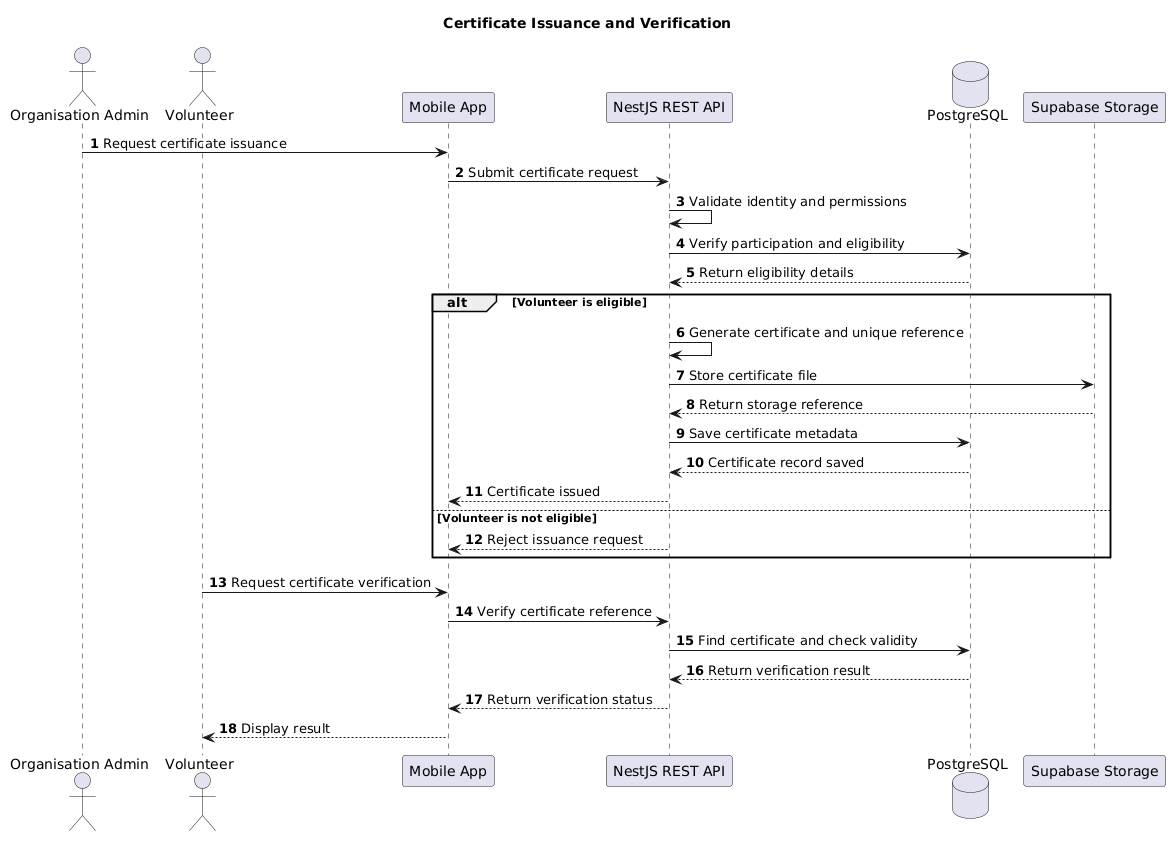 Certificate Issuance and Verification
Organisation Admin
Volunteer
Mobile App
NestJS REST API
PostgreSQL
Supabase Storage
1 Request certificate issuance
2 Submit certificate request
3 Validate identity and permissions
4 Verify participation and eligibility
5 Return eligibility details
alt [Volunteer is eligible]
6 Generate certificate and unique reference
7 Store certificate file
8 Return storage reference
9 Save certificate metadata
10 Certificate record saved
11 Certificate issued
[Volunteer is not eligible]
12 Reject issuance request
13 Request certificate verification
14 Verify certificate reference
15 Find certificate and check validity
16 Return verification result
17 Return verification status
18 Display result
Organisation Admin
Volunteer
Mobile App
NestJS REST API
PostgreSQL
Supabase Storage